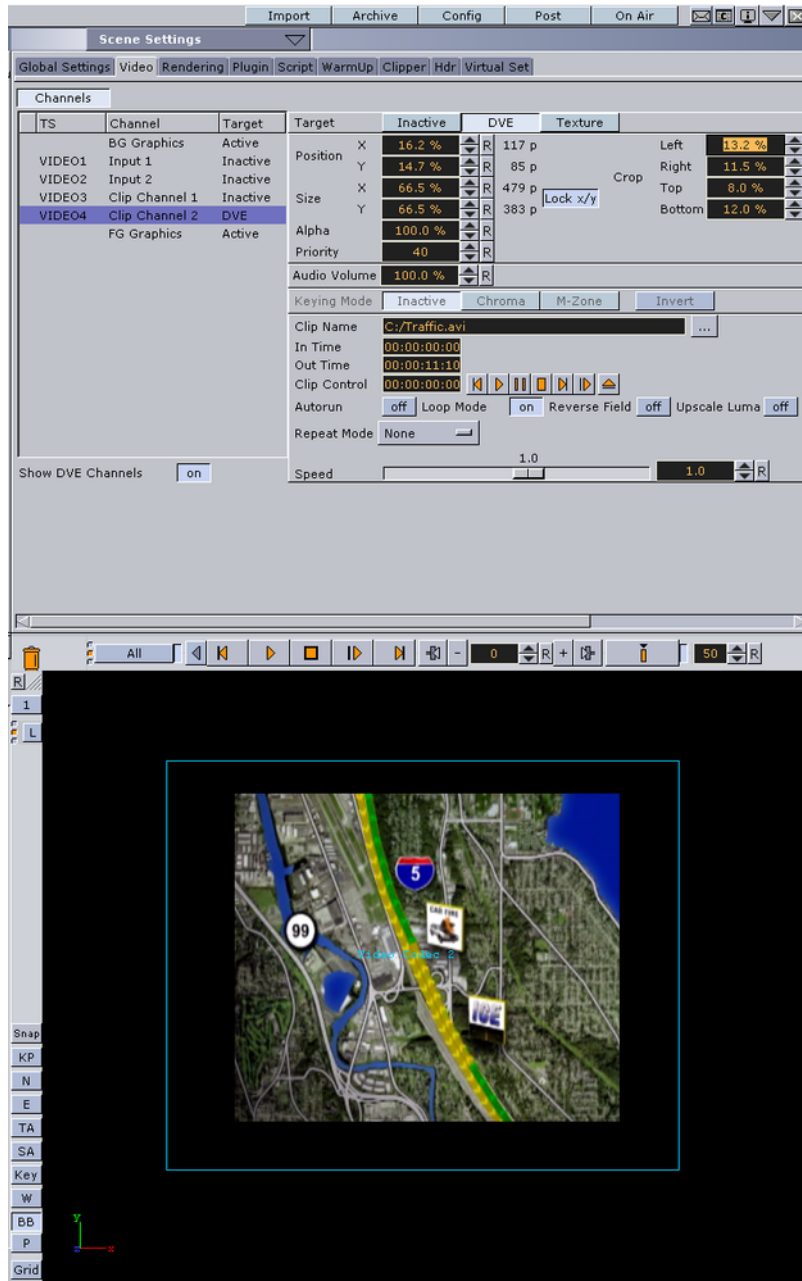 Import Archive Config Post On Air
Scene Settings
Global Settings Video Rendering Plugin Script WarmUp Clipper Hdr Virtual Set
Channels
TS Channel Target
BG Graphics Active
VIDEO1 Input 1 Inactive
VIDEO2 Input 2 Inactive
VIDEO3 Clip Channel 1 Inactive
VIDEO4 Clip Channel 2 DVE
FG Graphics Active
Show DVE Channels on
Target Inactive DVE Texture
Position X 16.2 % R 117 p
Y 14.7 % R 85 p
Size X 66.5 % R 479 p
Y 66.5 % R 383 p
Lock x/y
Crop
Left 13.2 %
Right 11.5 %
Top 8.0 %
Bottom 12.0 %
Alpha 100.0 % R
Priority 40 R
Audio Volume 100.0 % R
Keying Mode Inactive Chroma M-Zone Invert
Clip Name C:/Traffic.avi ...
In Time 00:00:00:00
Out Time 00:00:11:10
Clip Control 00:00:00:00
Autorun off Loop Mode on Reverse Field off Upscale Luma off
Repeat Mode None
1.0
Speed 1.0 R
All - 0 R + 50 R
R
1
L
5
CAR FIRE
99
Video Codec 2
ICE
Snap
KP
N
E
TA
SA
Key
W
BB
P
Grid
y
z x